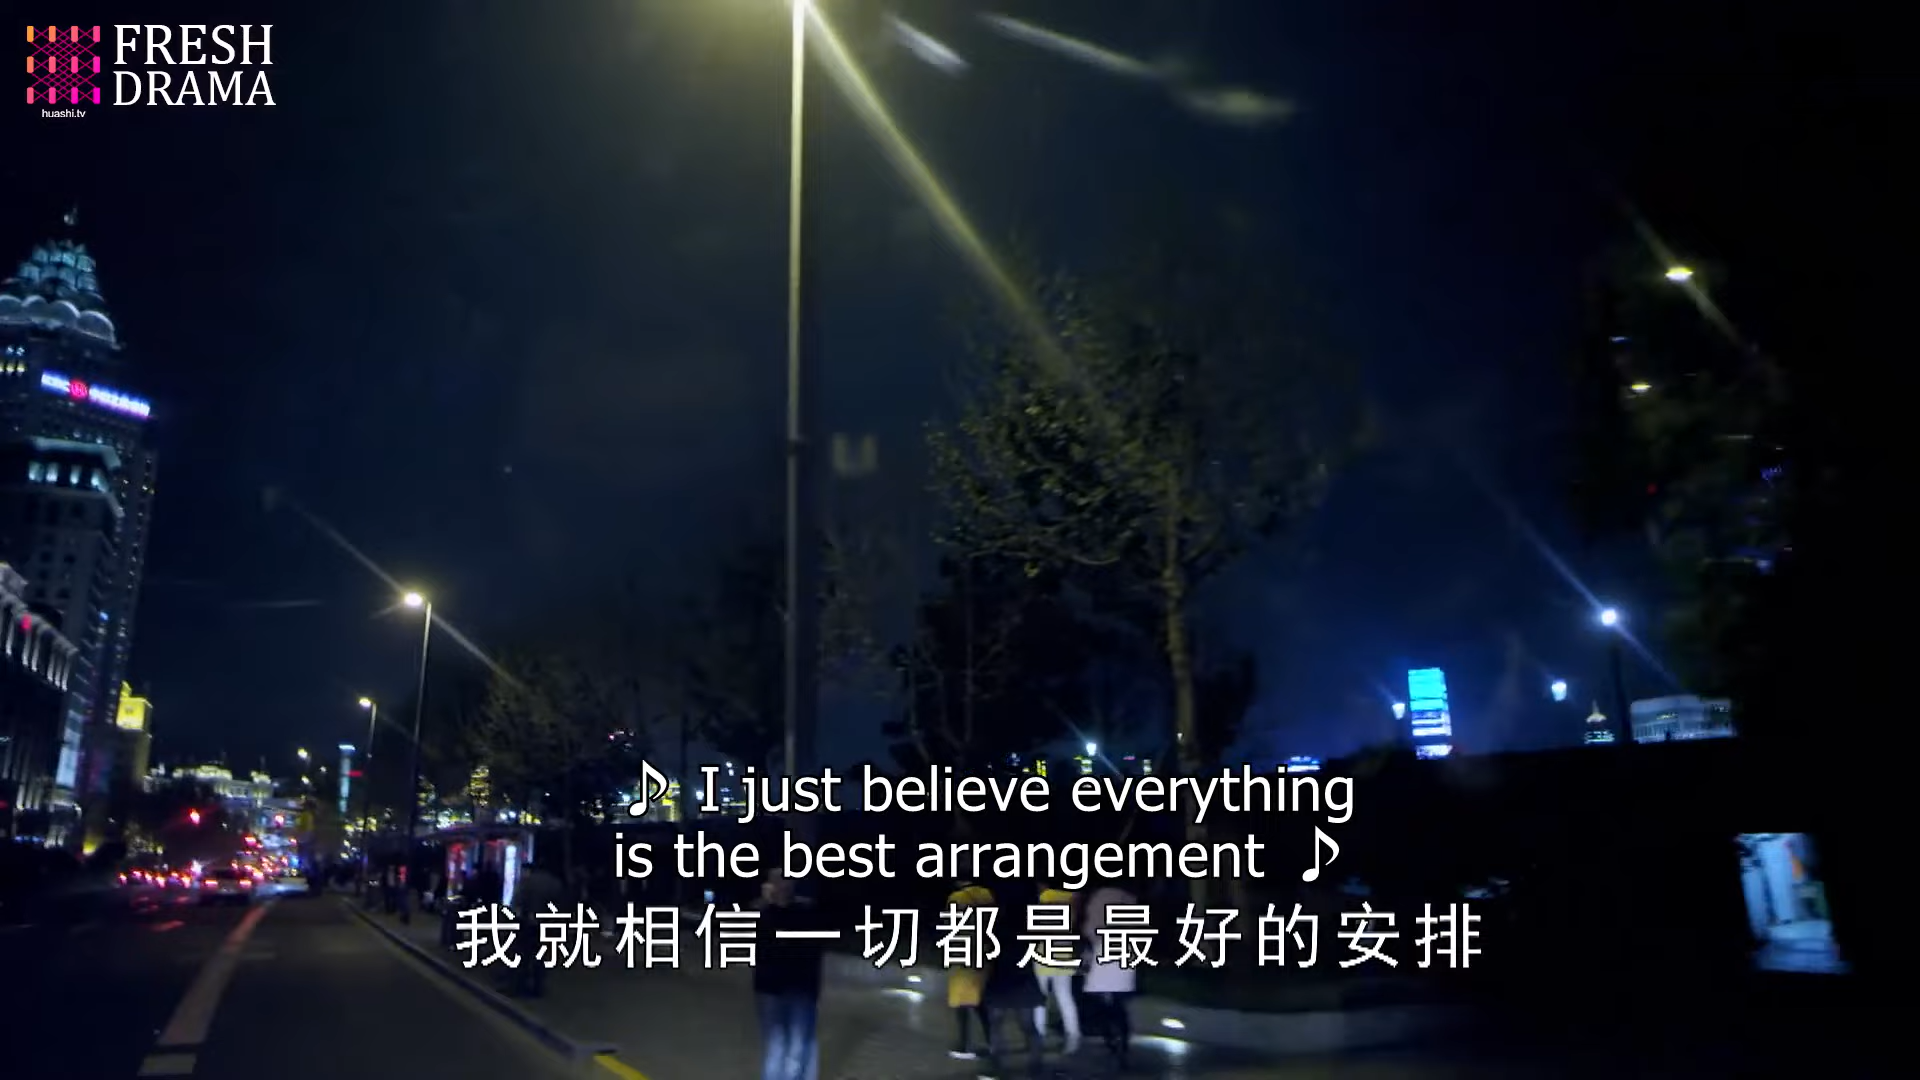 FRESH
DRAMA
huashi.tv
♪ I just believe everything
is the best arrangement ♪
我就相信一切都是最好的安排